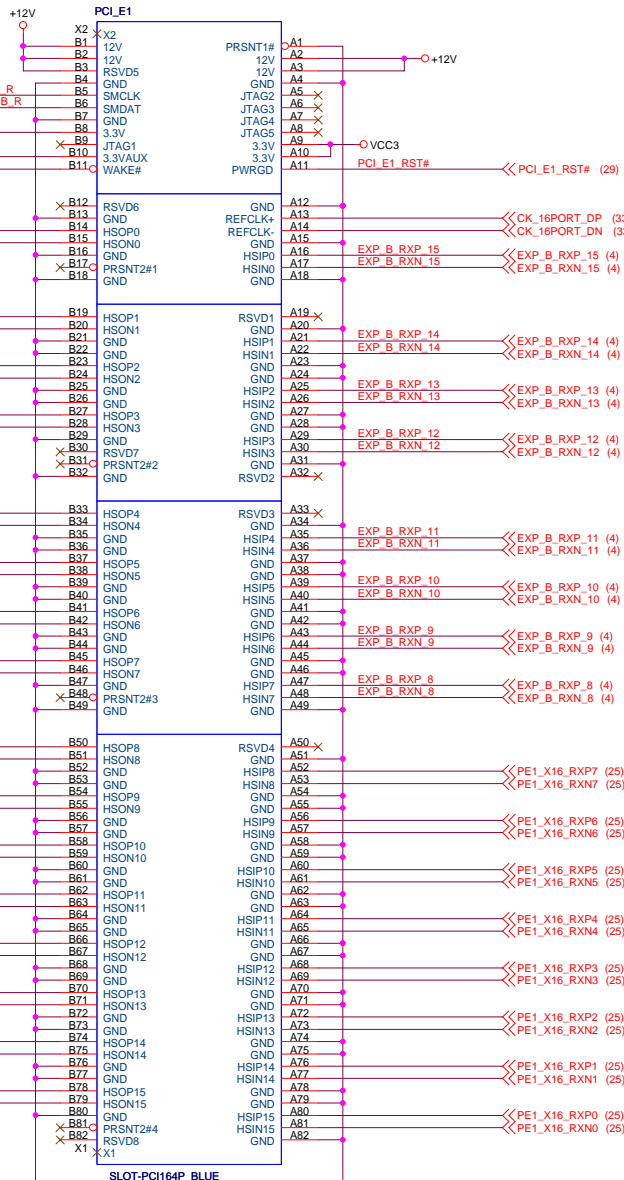 +12V
PCI_E1
X2 X2
B1 12V PRSNT1# A1
B2 12V 12V A2 +12V
B3 RSVD5 12V A3
B4 GND GND A4
_R B5 SMCLK JTAG2 A5
B_R B6 SMDAT JTAG3 A6
B7 GND JTAG4 A7
B8 3.3V JTAG5 A8
B9 JTAG1 3.3V A9 VCC3
B10 3.3VAUX 3.3V A10
B11 WAKE# PWRGD A11 PCI_E1_RST# PCI_E1_RST# (29)
B12 RSVD6 GND A12
B13 GND REFCLK+ A13 CK_16PORT_DP (3
B14 HSOP0 REFCLK- A14 CK_16PORT_DN (3
B15 HSON0 GND A15
B16 GND HSIP0 A16 EXP_B_RXP_15 EXP_B_RXP_15 (4)
B17 PRSNT2#1 HSIN0 A17 EXP_B_RXN_15 EXP_B_RXN_15 (4)
B18 GND GND A18
B19 HSOP1 RSVD1 A19
B20 HSON1 GND A20
B21 GND HSIP1 A21 EXP_B_RXP_14 EXP_B_RXP_14 (4)
B22 GND HSIN1 A22 EXP_B_RXN_14 EXP_B_RXN_14 (4)
B23 HSOP2 GND A23
B24 HSON2 GND A24
B25 GND HSIP2 A25 EXP_B_RXP_13 EXP_B_RXP_13 (4)
B26 GND HSIN2 A26 EXP_B_RXN_13 EXP_B_RXN_13 (4)
B27 HSOP3 GND A27
B28 HSON3 GND A28
B29 GND HSIP3 A29 EXP_B_RXP_12 EXP_B_RXP_12 (4)
B30 RSVD7 HSIN3 A30 EXP_B_RXN_12 EXP_B_RXN_12 (4)
B31 PRSNT2#2 GND A31
B32 GND RSVD2 A32
B33 HSOP4 RSVD3 A33
B34 HSON4 GND A34
B35 GND HSIP4 A35 EXP_B_RXP_11 EXP_B_RXP_11 (4)
B36 GND HSIN4 A36 EXP_B_RXN_11 EXP_B_RXN_11 (4)
B37 HSOP5 GND A37
B38 HSON5 GND A38
B39 GND HSIP5 A39 EXP_B_RXP_10 EXP_B_RXP_10 (4)
B40 GND HSIN5 A40 EXP_B_RXN_10 EXP_B_RXN_10 (4)
B41 HSOP6 GND A41
B42 HSON6 GND A42
B43 GND HSIP6 A43 EXP_B_RXP_9 EXP_B_RXP_9 (4)
B44 GND HSIN6 A44 EXP_B_RXN_9 EXP_B_RXN_9 (4)
B45 HSOP7 GND A45
B46 HSON7 GND A46
B47 GND HSIP7 A47 EXP_B_RXP_8 EXP_B_RXP_8 (4)
B48 PRSNT2#3 HSIN7 A48 EXP_B_RXN_8 EXP_B_RXN_8 (4)
B49 GND GND A49
B50 HSOP8 RSVD4 A50
B51 HSON8 GND A51
B52 GND HSIP8 A52 PE1_X16_RXP7 (25)
B53 GND HSIN8 A53 PE1_X16_RXN7 (25)
B54 HSOP9 GND A54
B55 HSON9 GND A55
B56 GND HSIP9 A56 PE1_X16_RXP6 (25)
B57 GND HSIN9 A57 PE1_X16_RXN6 (25)
B58 HSOP10 GND A58
B59 HSON10 GND A59
B60 GND HSIP10 A60 PE1_X16_RXP5 (25)
B61 GND HSIN10 A61 PE1_X16_RXN5 (25)
B62 HSOP11 GND A62
B63 HSON11 GND A63
B64 GND HSIP11 A64 PE1_X16_RXP4 (25)
B65 GND HSIN11 A65 PE1_X16_RXN4 (25)
B66 HSOP12 GND A66
B67 HSON12 GND A67
B68 GND HSIP12 A68 PE1_X16_RXP3 (25)
B69 GND HSIN12 A69 PE1_X16_RXN3 (25)
B70 HSOP13 GND A70
B71 HSON13 GND A71
B72 GND HSIP13 A72 PE1_X16_RXP2 (25)
B73 GND HSIN13 A73 PE1_X16_RXN2 (25)
B74 HSOP14 GND A74
B75 HSON14 GND A75
B76 GND HSIP14 A76 PE1_X16_RXP1 (25)
B77 GND HSIN14 A77 PE1_X16_RXN1 (25)
B78 HSOP15 GND A78
B79 HSON15 GND A79
B80 GND HSIP15 A80 PE1_X16_RXP0 (25)
B81 PRSNT2#4 HSIN15 A81 PE1_X16_RXN0 (25)
B82 RSVD8 GND A82
X1 X1
SLOT-PCI164P_BLUE